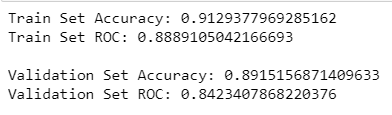 Train Set Accuracy: 0.9129377969285162
Train Set ROC: 0.8889105042166693
Validation Set Accuracy: 0.8915156871409633
Validation Set ROC: 0.8423407868220376